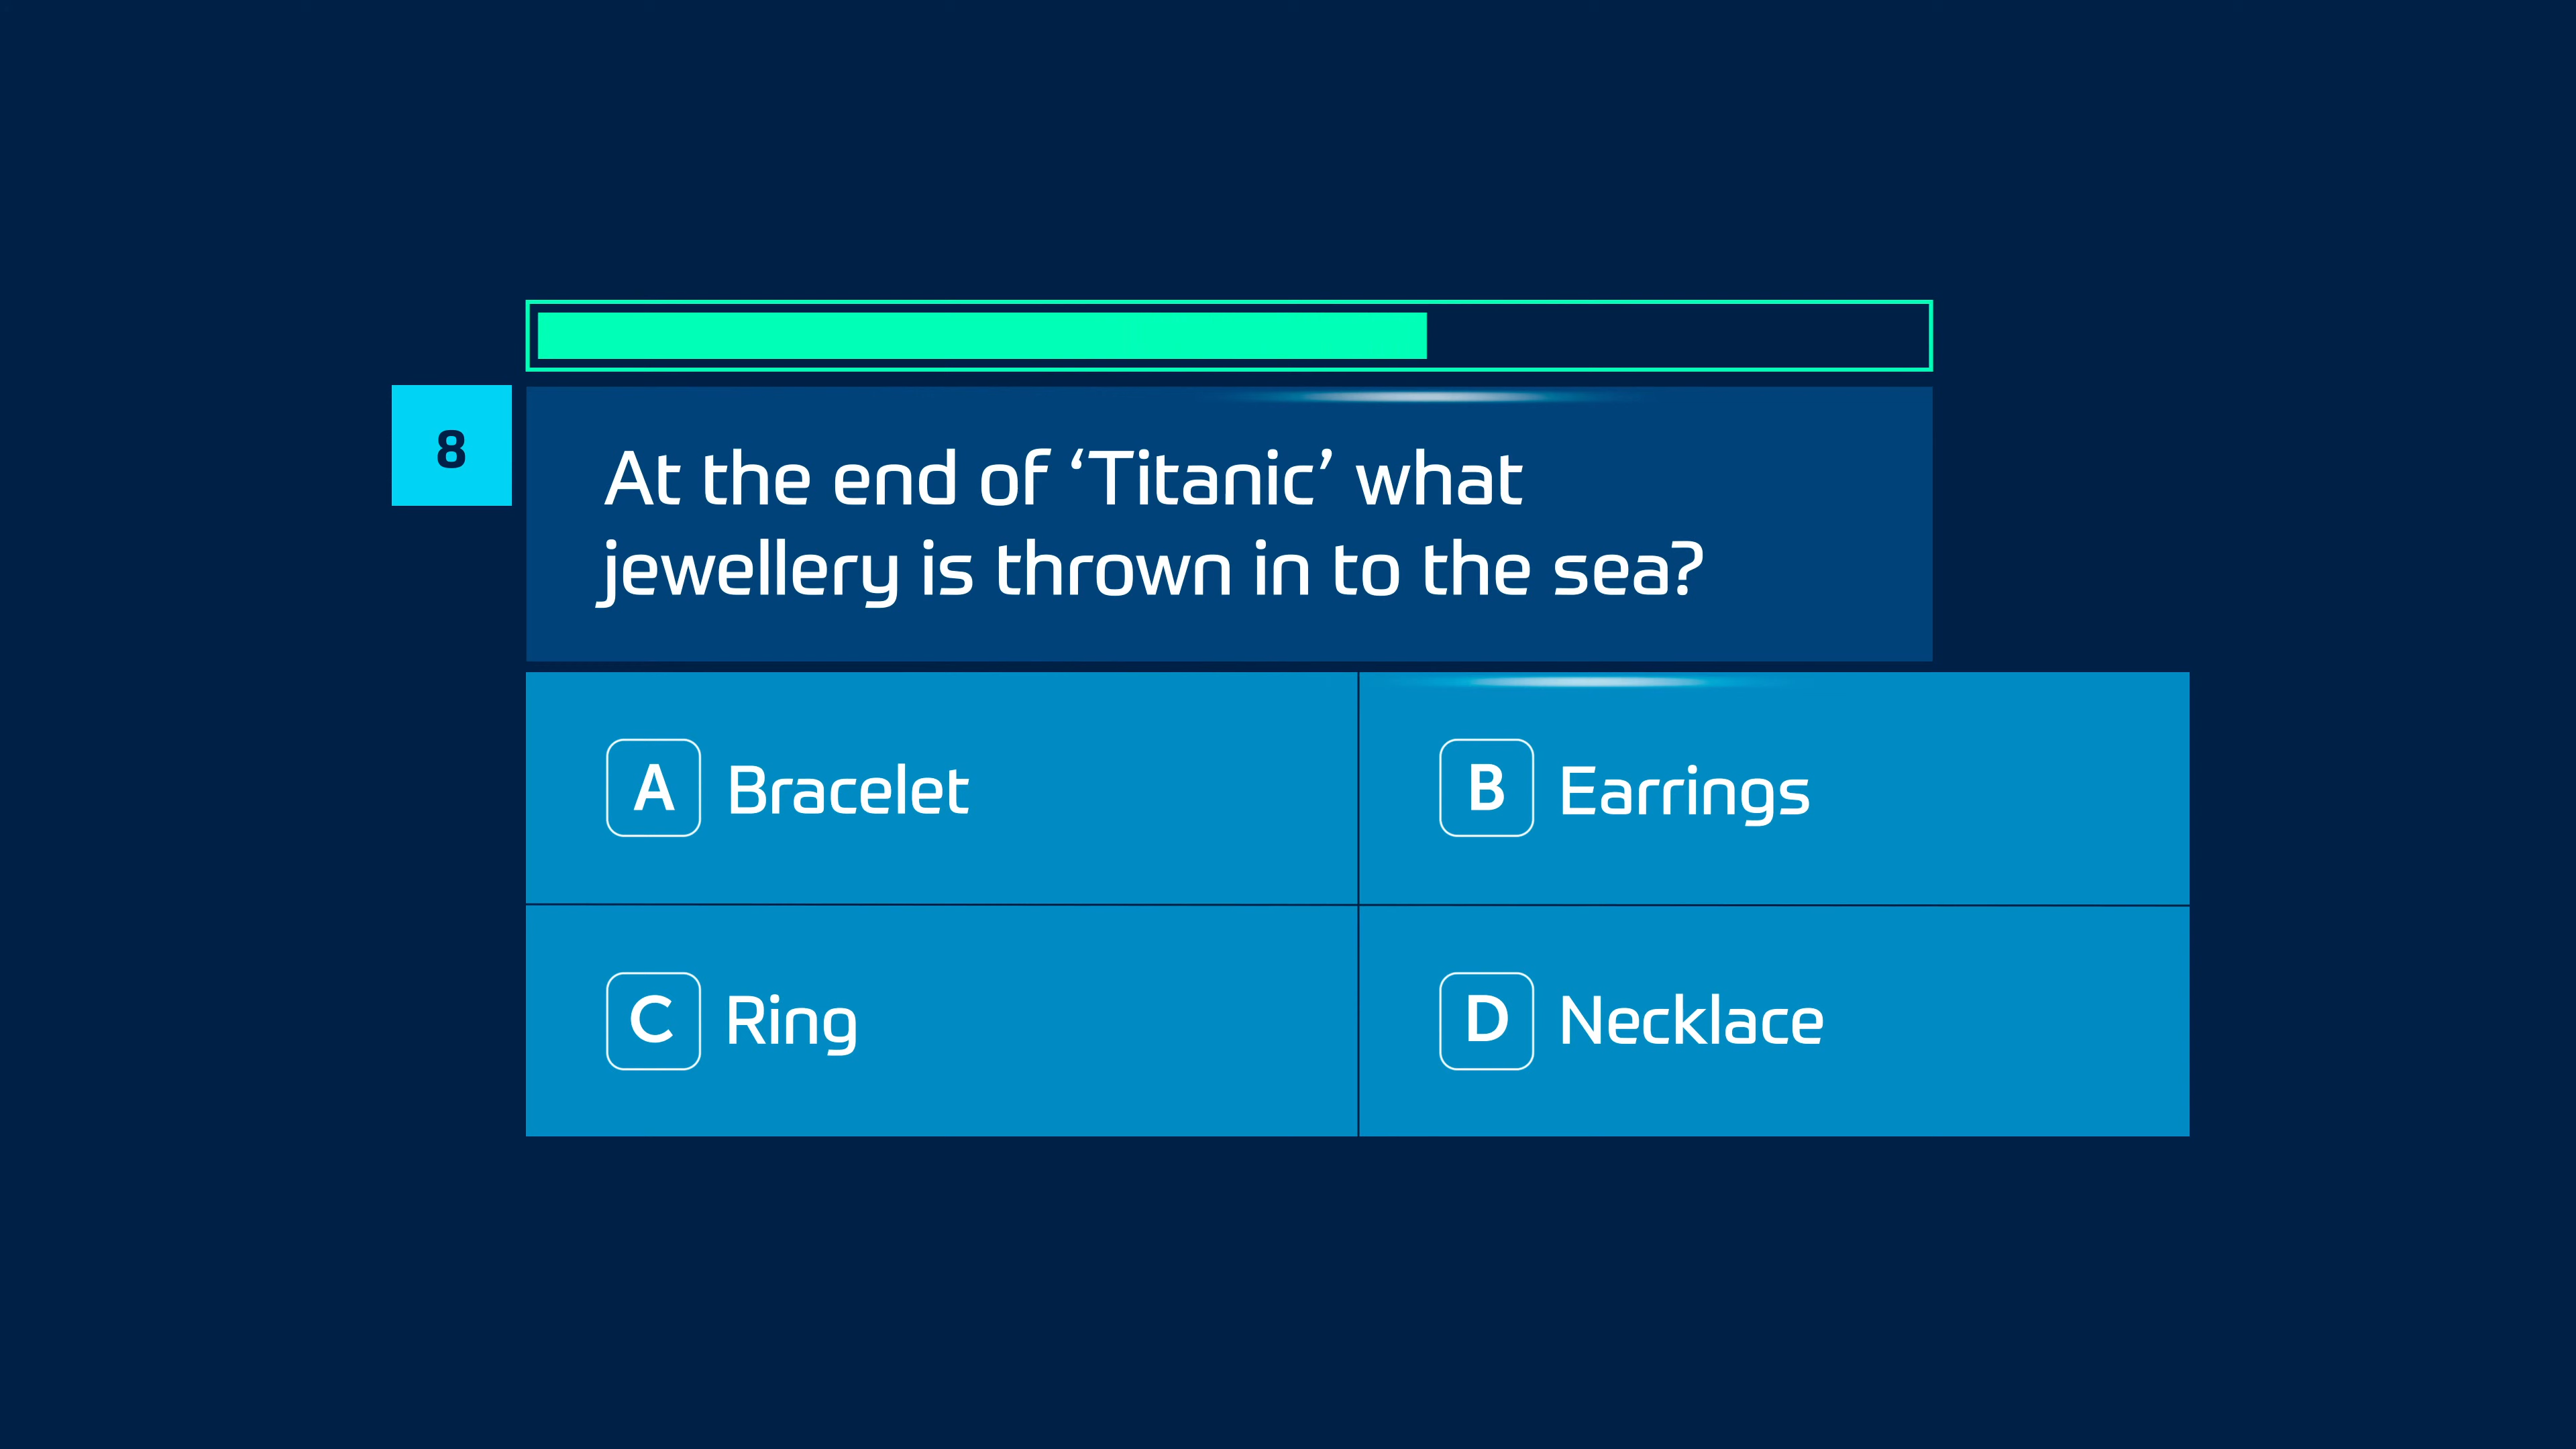 8
At the end of ‘Titanic’ what
jewellery is thrown in to the sea?
A Bracelet
B Earrings
C Ring
D Necklace